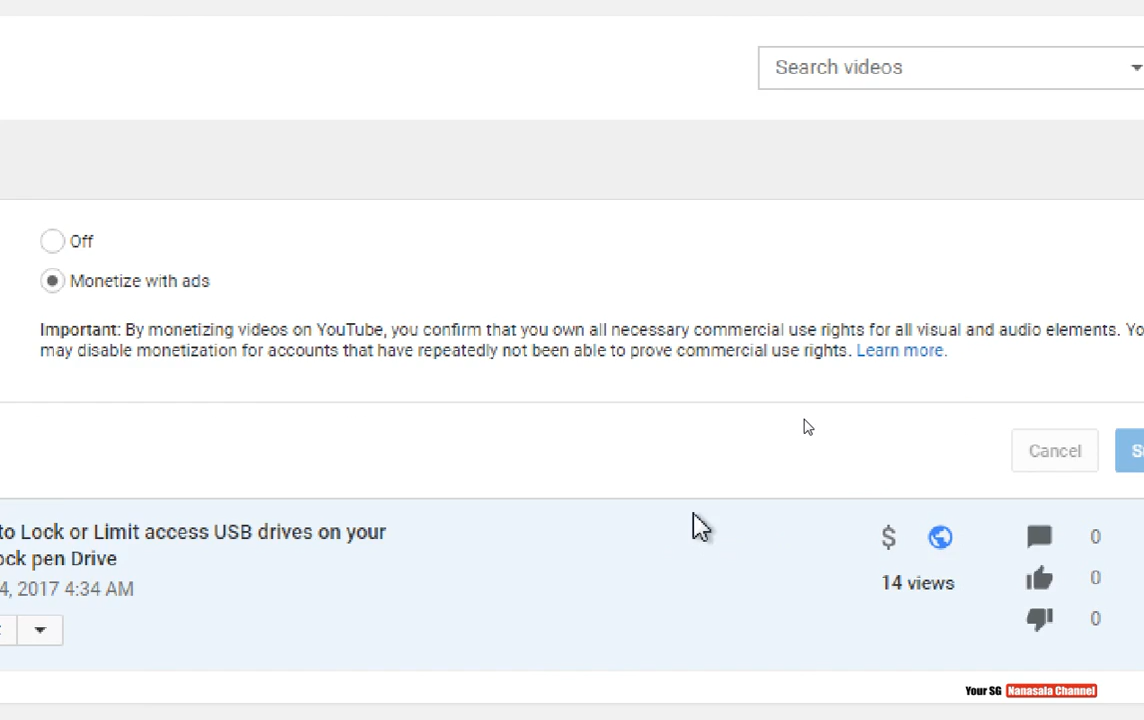 Search videos
Off
Monetize with ads
Important: By monetizing videos on YouTube, you confirm that you own all necessary commercial use rights for all visual and audio elements.
may disable monetization for accounts that have repeatedly not been able to prove commercial use rights. Learn more.
Cancel
to Lock or Limit access USB drives on your
pen Drive
4, 2017 4:34 AM
$
14 views
0
0
0
Your SG Nanasala Channel